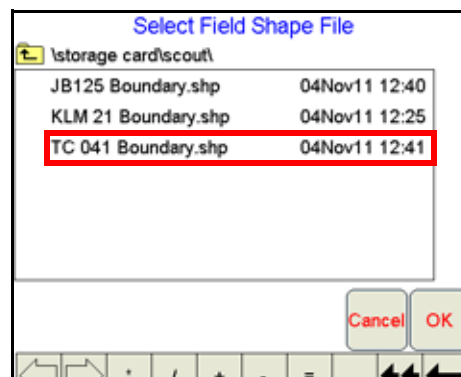 Select Field Shape File
\storage card\scout\
JB125 Boundary.shp 04Nov11 12:40
KLM 21 Boundary.shp 04Nov11 12:25
TC 041 Boundary.shp 04Nov11 12:41
Cancel OK